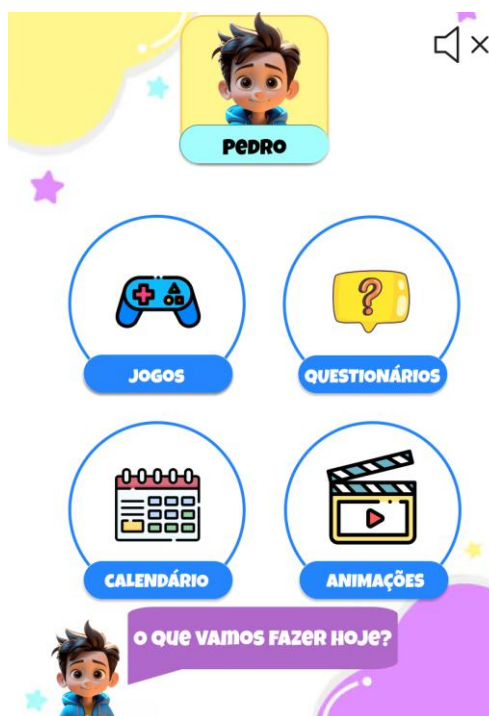 PEDRO
JOGOS
QUESTIONÁRIOS
CALENDÁRIO
ANIMAÇÕES
O QUE VAMOS FAZER HOJE?